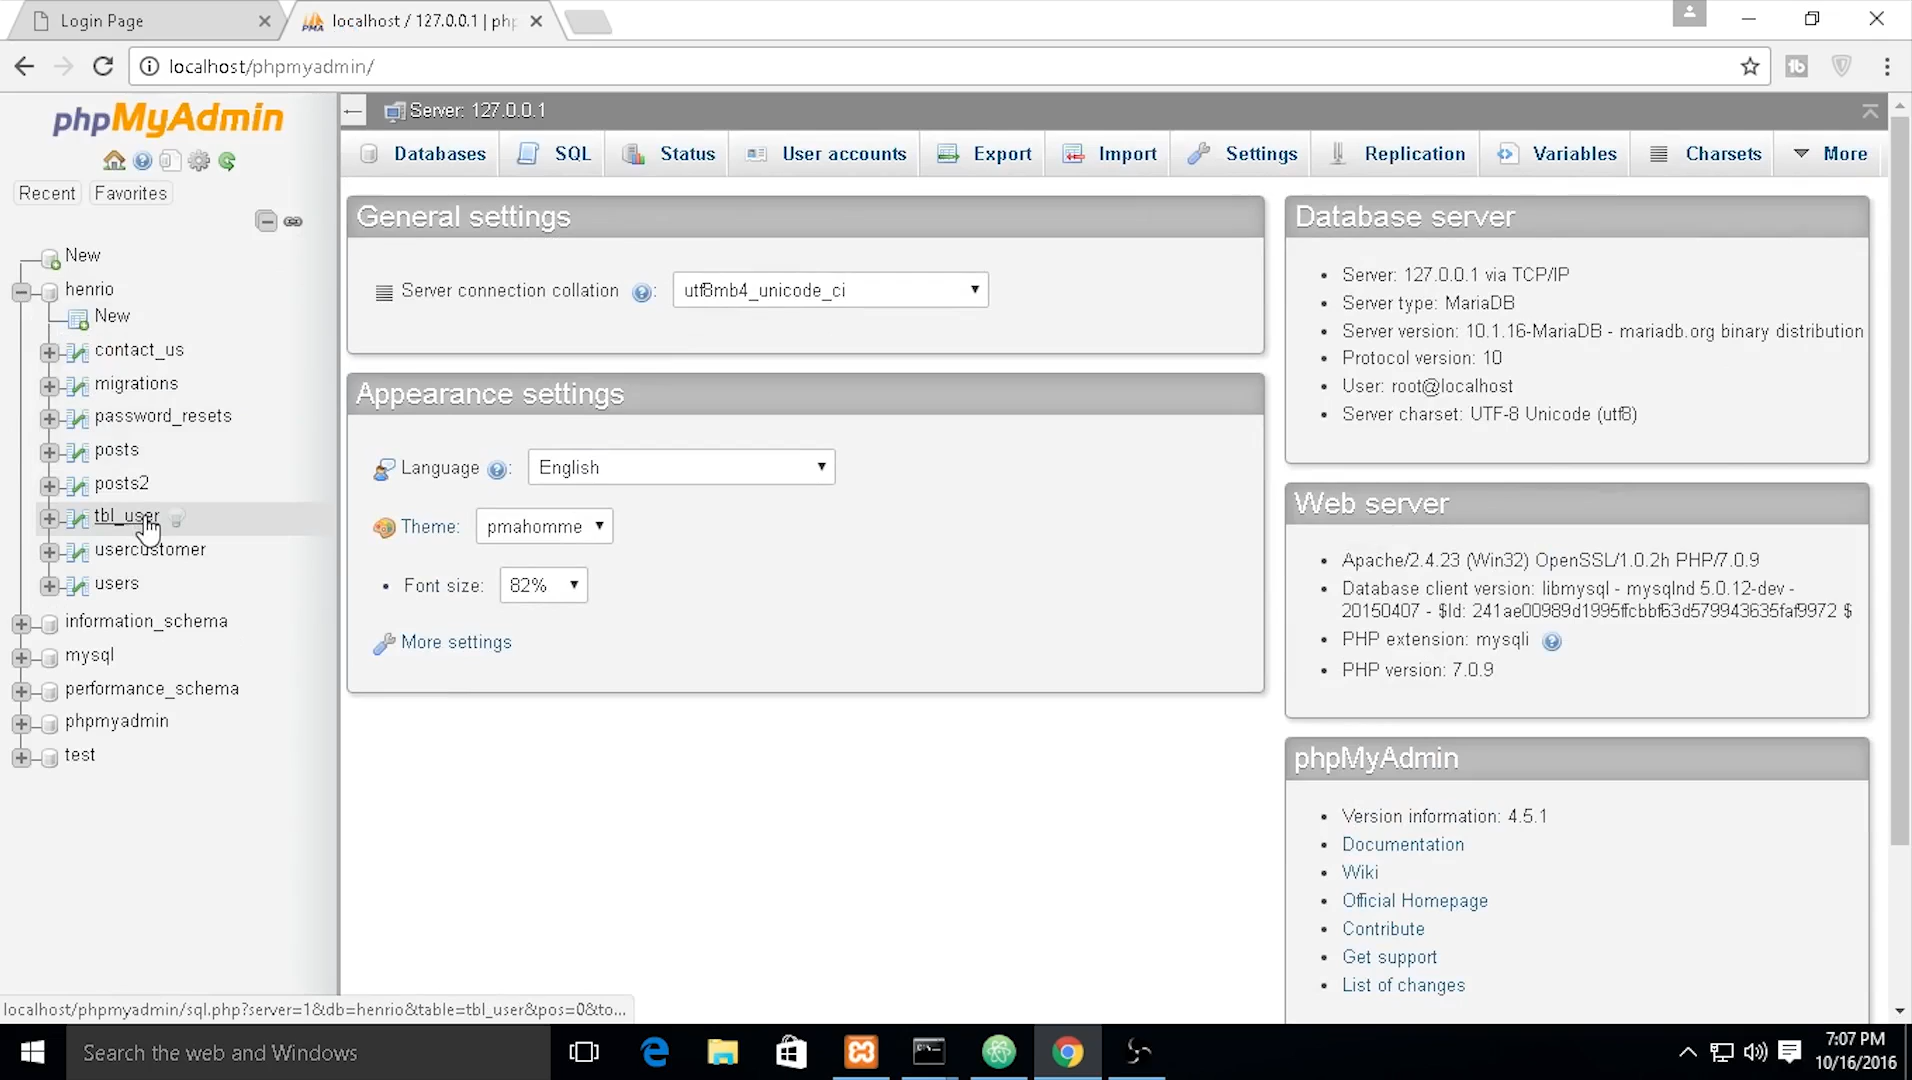 Login Page
localhost / 127.0.0.1 | php
localhost/phpmyadmin/
phpMyAdmin
Recent
Favorites
New
henrio
New
contact_us
migrations
password_resets
posts
posts2
tbl_user
usercustomer
users
information_schema
mysql
performance_schema
phpmyadmin
test
localhost/phpmyadmin/sql.php?server=1&db=henrio&table=tbl_user&pos=0&to...
Server: 127.0.0.1
Databases
SQL
Status
User accounts
Export
Import
Settings
Replication
Variables
Charsets
More
General settings
Server connection collation :
utf8mb4_unicode_ci
Appearance settings
Language :
English
Theme:
pmahomme
• Font size:
82%
More settings
Database server
• Server: 127.0.0.1 via TCP/IP
• Server type: MariaDB
• Server version: 10.1.16-MariaDB - mariadb.org binary distribution
• Protocol version: 10
• User: root@localhost
• Server charset: UTF-8 Unicode (utf8)
Web server
• Apache/2.4.23 (Win32) OpenSSL/1.0.2h PHP/7.0.9
• Database client version: libmysql - mysqlnd 5.0.12-dev -
20150407 - $Id: 241ae00989d1995ffcbbf63d579943635faf9972 $
• PHP extension: mysqli
• PHP version: 7.0.9
phpMyAdmin
• Version information: 4.5.1
• Documentation
• Wiki
• Official Homepage
• Contribute
• Get support
• List of changes
Search the web and Windows
7:07 PM
10/16/2016